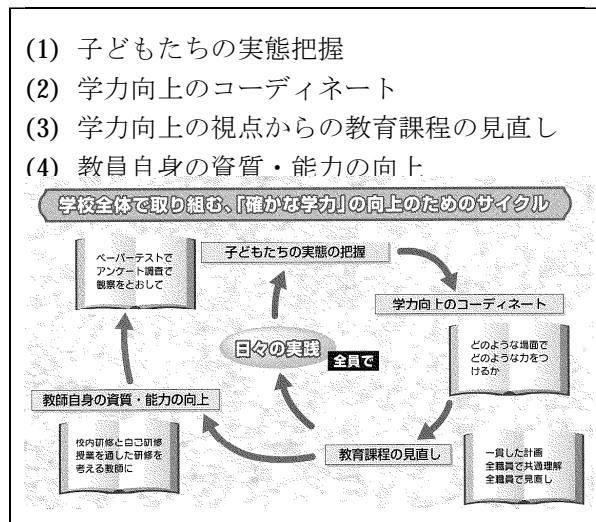 (1) 子どもたちの実態把握
(2) 学力向上のコーディネート
(3) 学力向上の視点からの教育課程の見直し
(4) 教員自身の資質・能力の向上
学校全体で取り組む、「確かな学力」の向上のためのサイクル
ペーパーテストで
アンケート調査で
観察をとおして
子どもたちの実態の把握
学力向上のコーディネート
どのような場面で
どのような力をつ
けるか
日々の実践
全員で
教師自身の資質・能力の向上
校内研修と自己研修
授業を通した研修を
考える教師に
教育課程の見直し
一貫した計画
全職員で共通理解
全職員で見直し